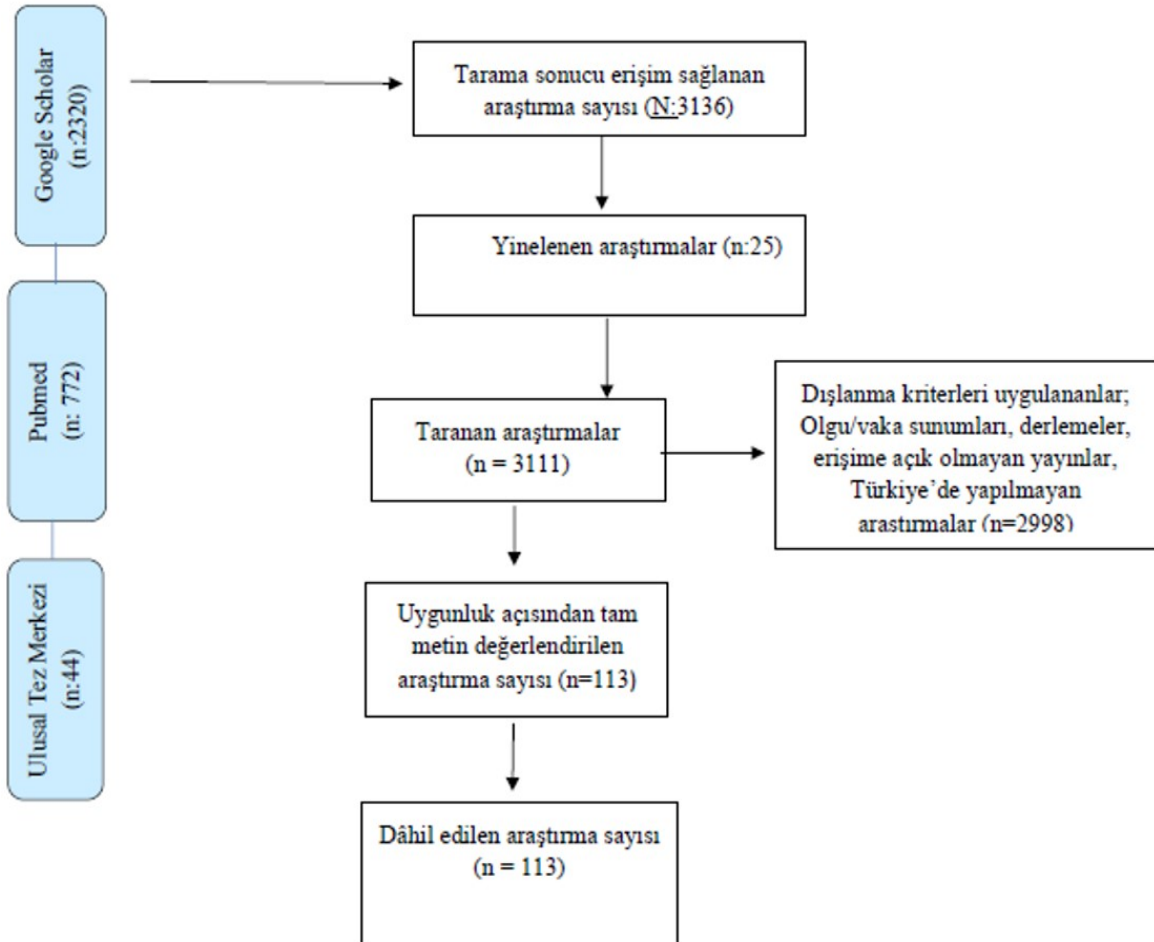 Google Scholar
(n:2320)
Pubmed
(n: 772)
Ulusal Tez Merkezi
(n:44)
Tarama sonucu erişim sağlanan
araştırma sayısı (N:3136)
Yinelenen araştırmalar (n:25)
Taranan araştırmalar
(n = 3111)
Dışlanma kriterleri uygulananlar;
Olgu/vaka sunumları, derlemeler,
erişime açık olmayan yayınlar,
Türkiye’de yapılmayan
araştırmalar (n=2998)
Uygunluk açısından tam
metin değerlendirilen
araştırma sayısı (n=113)
Dâhil edilen araştırma sayısı
(n = 113)